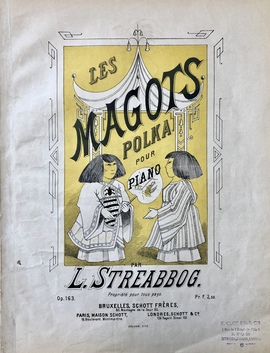 LES
MAGOTS
POLKA
POUR
PIANO
PAR
L. STREABBOG.
Op. 163.
Propriété pour tous pays
Pr. f. 2,
BRUXELLES, SCHOTT FRÈRES,
PARIS, MAISON SCHOTT,
LONDRES, SCHOTT & Cº